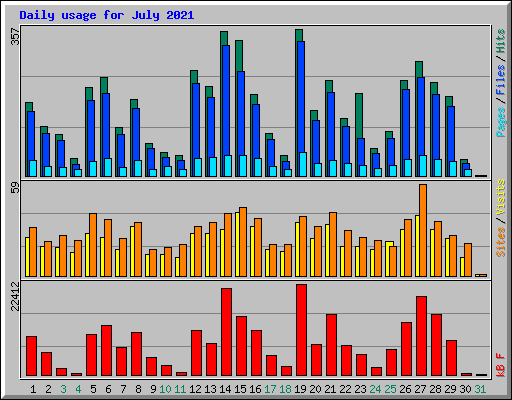 Daily usage for July 2021
357
Pages/Files/Hits
59
Sites/Visits
22412
kB F
1 2 3 4 5 6 7 8 9 10 11 12 13 14 15 16 17 18 19 20 21 22 23 24 25 26 27 28 29 30 31